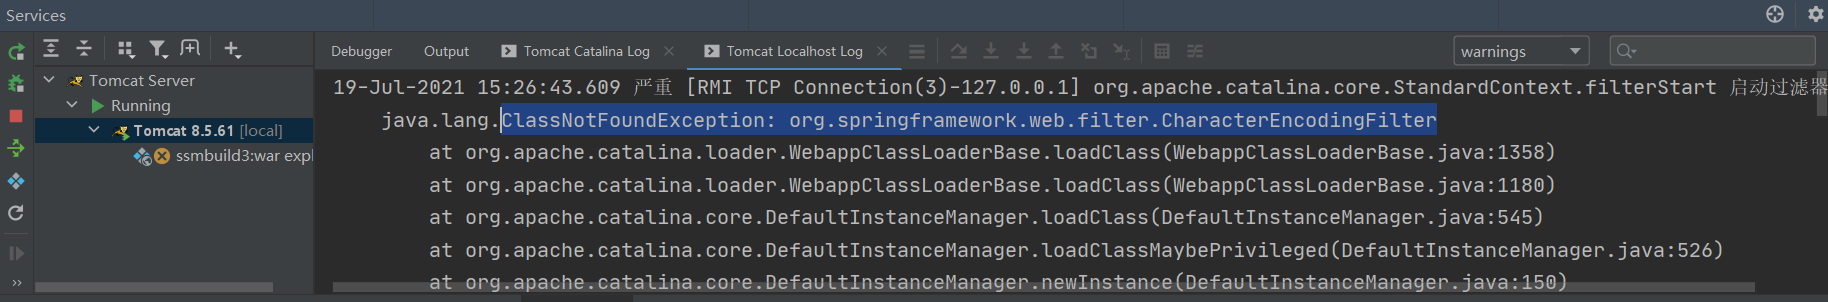 Services
Debugger Output Tomcat Catalina Log Tomcat Localhost Log warnings
Tomcat Server
Running
Tomcat 8.5.61 [local]
ssmbuild3:war expl
19-Jul-2021 15:26:43.609 严重 [RMI TCP Connection(3)-127.0.0.1] org.apache.catalina.core.StandardContext.filterStart 启动过滤器
java.lang.ClassNotFoundException: org.springframework.web.filter.CharacterEncodingFilter
at org.apache.catalina.loader.WebappClassLoaderBase.loadClass(WebappClassLoaderBase.java:1358)
at org.apache.catalina.loader.WebappClassLoaderBase.loadClass(WebappClassLoaderBase.java:1180)
at org.apache.catalina.core.DefaultInstanceManager.loadClass(DefaultInstanceManager.java:545)
at org.apache.catalina.core.DefaultInstanceManager.loadClassMaybePrivileged(DefaultInstanceManager.java:526)
at org.apache.catalina.core.DefaultInstanceManager.newInstance(DefaultInstanceManager.java:150)